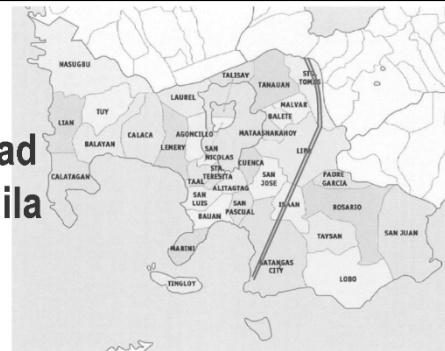 NASUGBU
TALISAY
STO.
TOMAS
TANAUAN
LAUREL
MALVAR
LIAN
TUY
BALETE
CALACA
AGONCILLO
MATAASNAKAHOY
BALAYAN
LEMERY
SAN
NICOLAS
LIPA
ad
CUENCA
STA.
TERESITA
CALATAGAN
SAN
JOSE
PADRE
GARCIA
TAAL
ALITAGTAG
ila
SAN
LUIS
IBAAN
ROSARIO
SAN
PASCUAL
BAUAN
SAN JUAN
TAYSAN
MARINI
BATANGAS
CITY
TINGLOY
LOBO